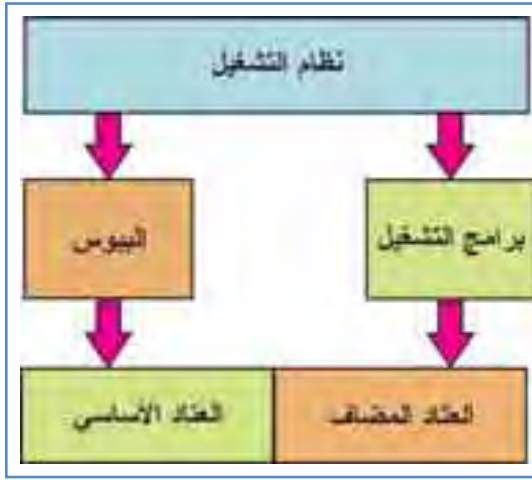 نظام التشغيل
برامج التشغيل
البيوس
العتاد المضاف
العتاد الأساسي